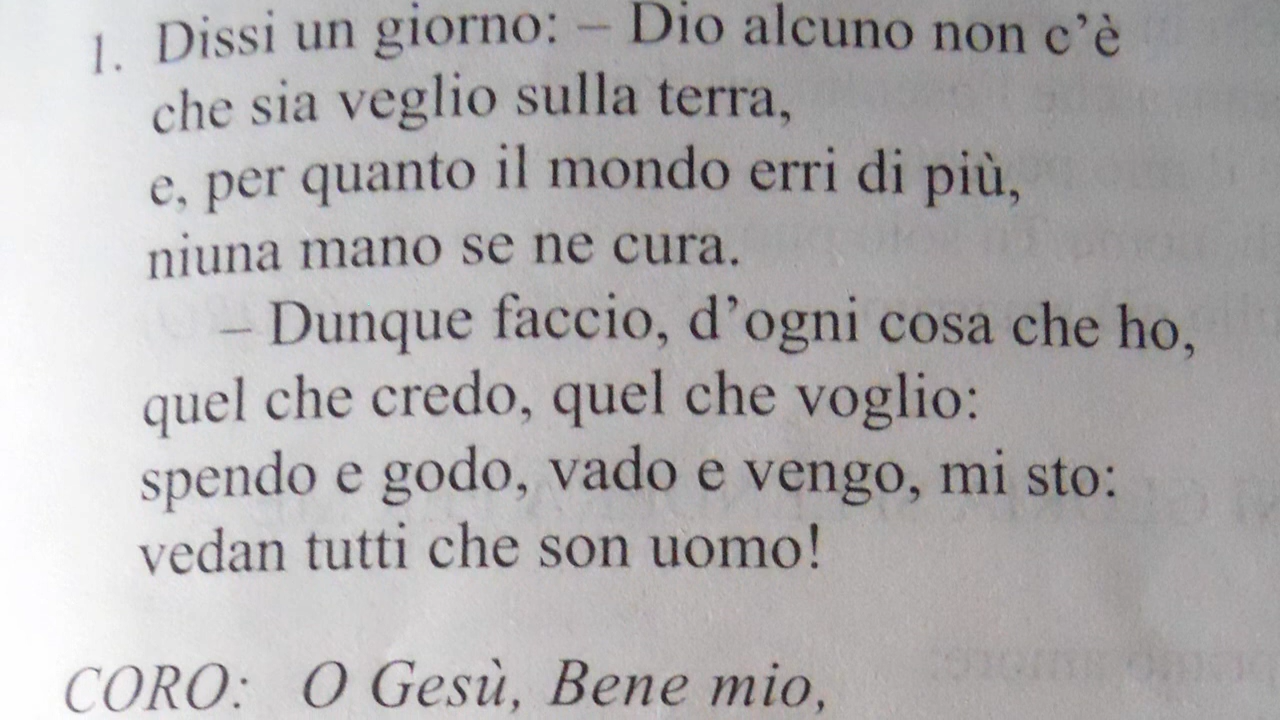 1. Dissi un giorno: – Dio alcuno non c’è
che sia veglio sulla terra,
e, per quanto il mondo erri di più,
niuna mano se ne cura.
– Dunque faccio, d’ogni cosa che ho,
quel che credo, quel che voglio:
spendo e godo, vado e vengo, mi sto:
vedan tutti che son uomo!
CORO: O Gesù, Bene mio,